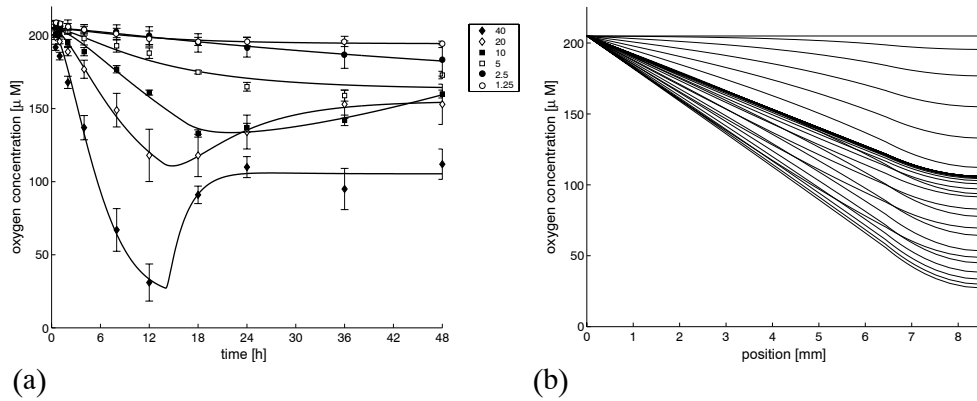 200
150
100
50
0
oxygen concentration [μ M]
0 6 12 18 24 30 36 42 48
time [h]
40
20
10
5
2.5
1.25
(a)
200
150
100
50
0
oxygen concentration [μ M]
0 1 2 3 4 5 6 7 8
position [mm]
(b)